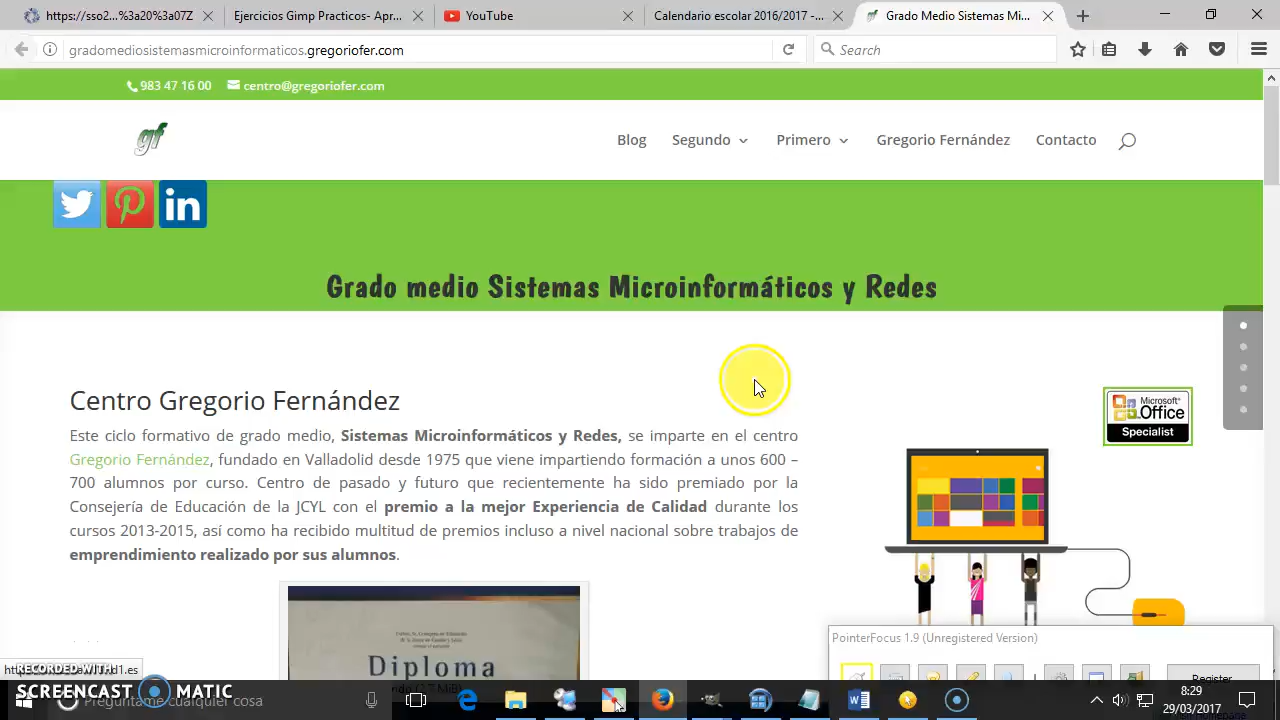 https://so2...%3a20%3a07Z
Ejercicios Gimp Practicos- Apr...
YouTube
Calendario escolar 2016/2017 -...
Grado Medio Sistemas Mi...
gradomediosistemasmicroinformaticos.gregoriofer.com
Search
983 47 16 00
centro@gregoriofer.com
gf
Blog
Segundo
Primero
Gregorio Fernández
Contacto
in
Grado medio Sistemas Microinformáticos y Redes
Centro Gregorio Fernández
Este ciclo formativo de grado medio, Sistemas Microinformáticos y Redes, se imparte en el centro
Gregorio Fernández, fundado en Valladolid desde 1975 que viene impartiendo formación a unos 600 –
700 alumnos por curso. Centro de pasado y futuro que recientemente ha sido premiado por la
Consejería de Educación de la JCYL con el premio a la mejor Experiencia de Calidad durante los
cursos 2013-2015, así como ha recibido multitud de premios incluso a nivel nacional sobre trabajos de
emprendimiento realizado por sus alumnos.
Microsoft®
Office
Specialist
Diploma
PointerFocus 1.9 (Unregistered Version)
Register
RECORDED WITH
SCREENCAST MATIC
Pregúntame cualquier cosa
8:29
29/03/2017